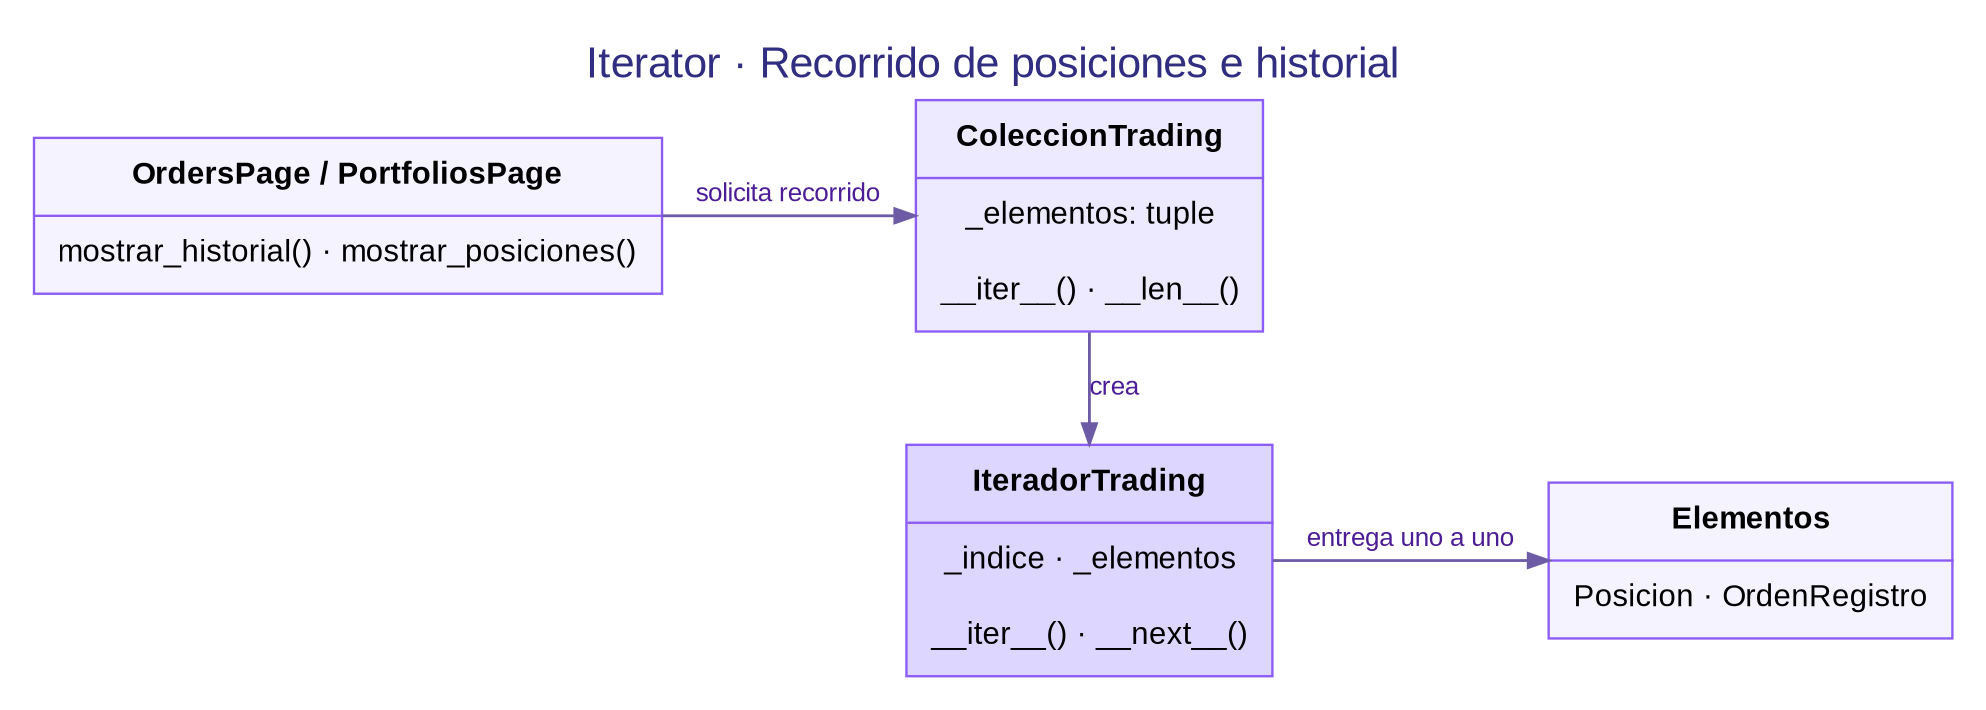 Iterator · Recorrido de posiciones e historial
OrdersPage / PortfoliosPage
mostrar_historial() · mostrar_posiciones()
solicita recorrido
ColeccionTrading
_elementos: tuple
__iter__() · __len__()
crea
IteradorTrading
_indice · _elementos
__iter__() · __next__()
entrega uno a uno
Elementos
Posicion · OrdenRegistro